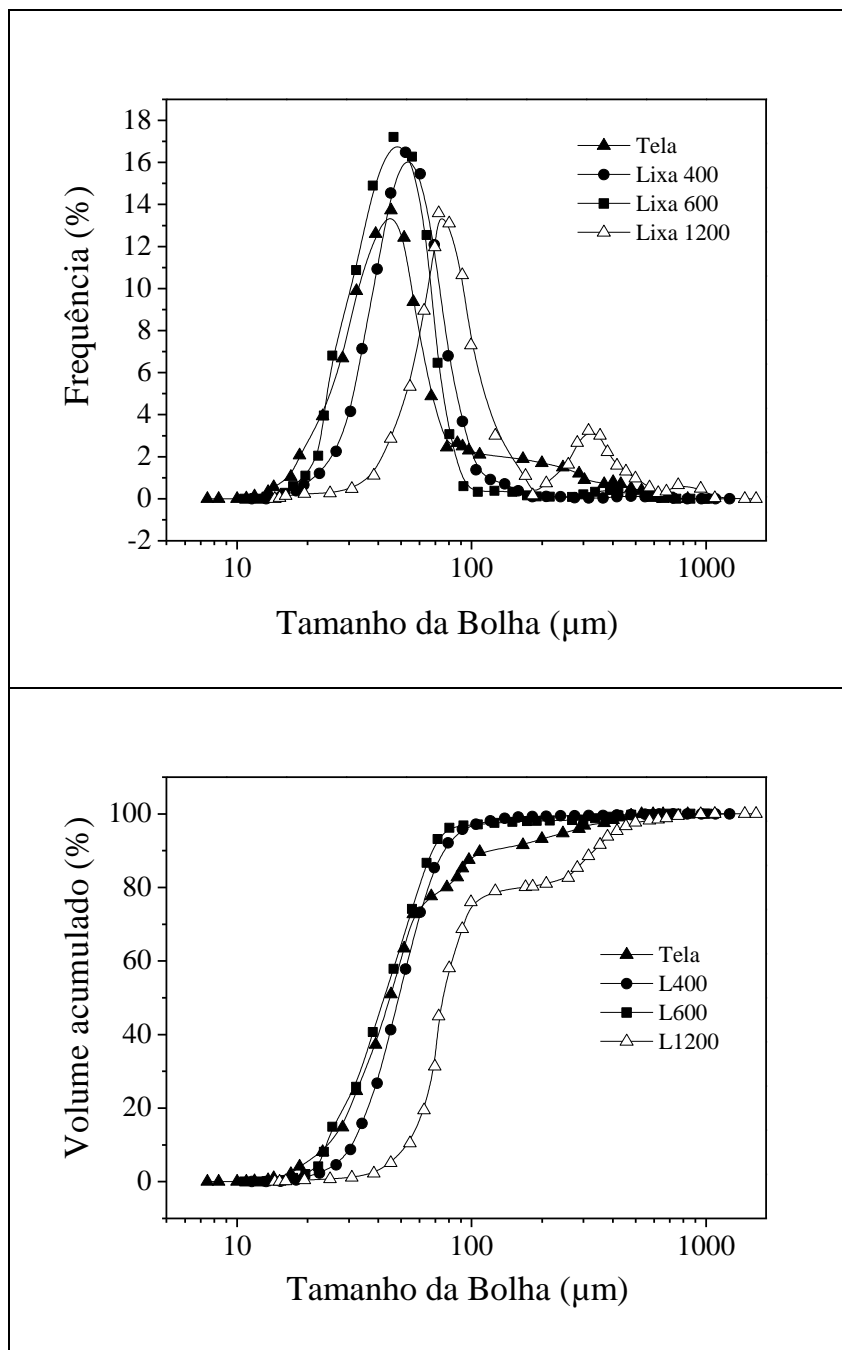 18
16
14
12
10
8
6
4
2
0
-2
Frequência (%)
Tela
Lixa 400
Lixa 600
Lixa 1200
10
100
1000
Tamanho da Bolha (µm)
100
80
60
40
20
0
Volume acumulado (%)
Tela
L400
L600
L1200
10
100
1000
Tamanho da Bolha (µm)